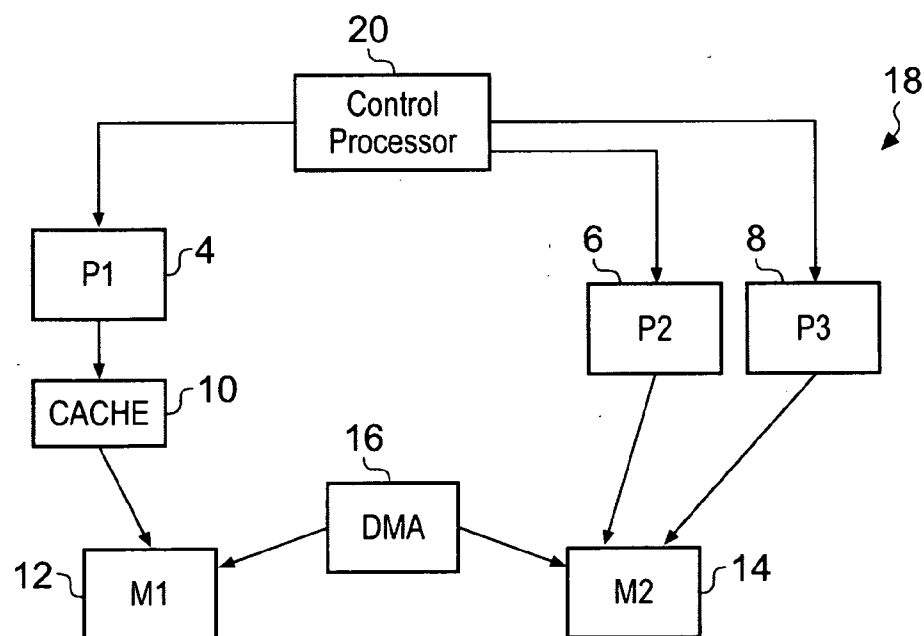 20
18
Control
Processor
P1
4
6
8
P2
P3
CACHE
10
16
DMA
12
M1
M2
14